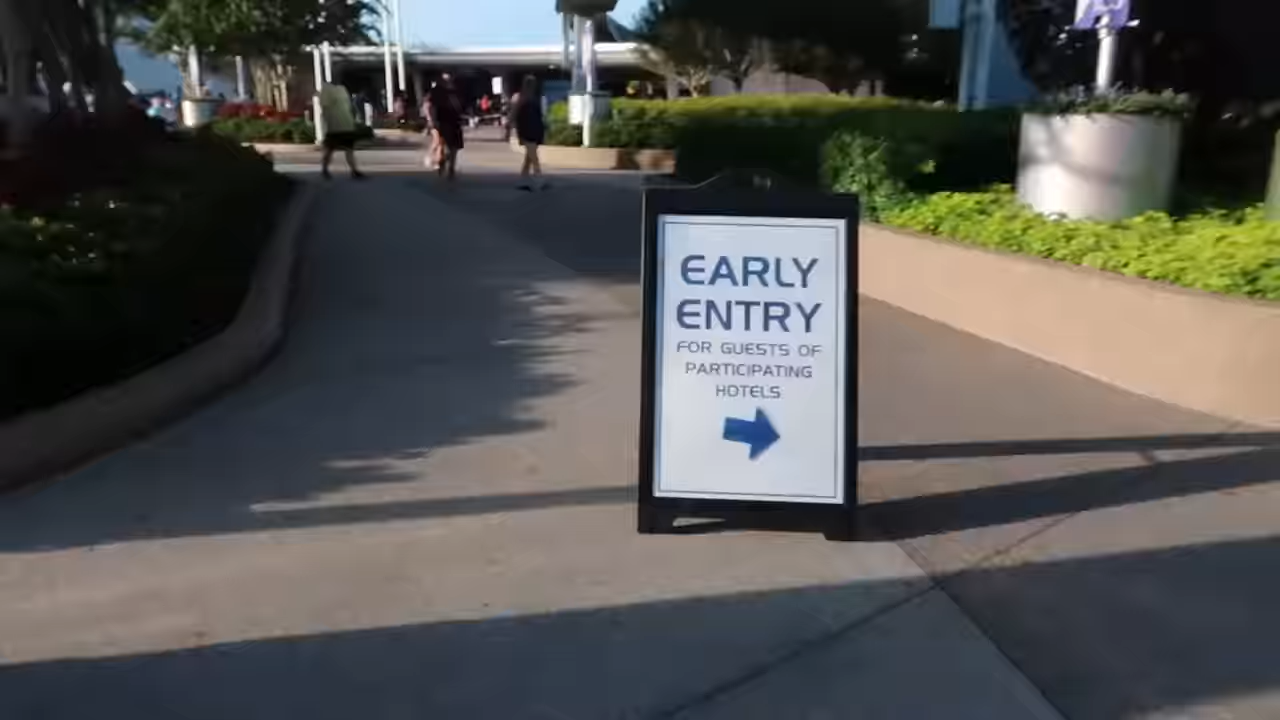 EARLY
ENTRY
FOR GUESTS OF
PARTICIPATING
HOTELS